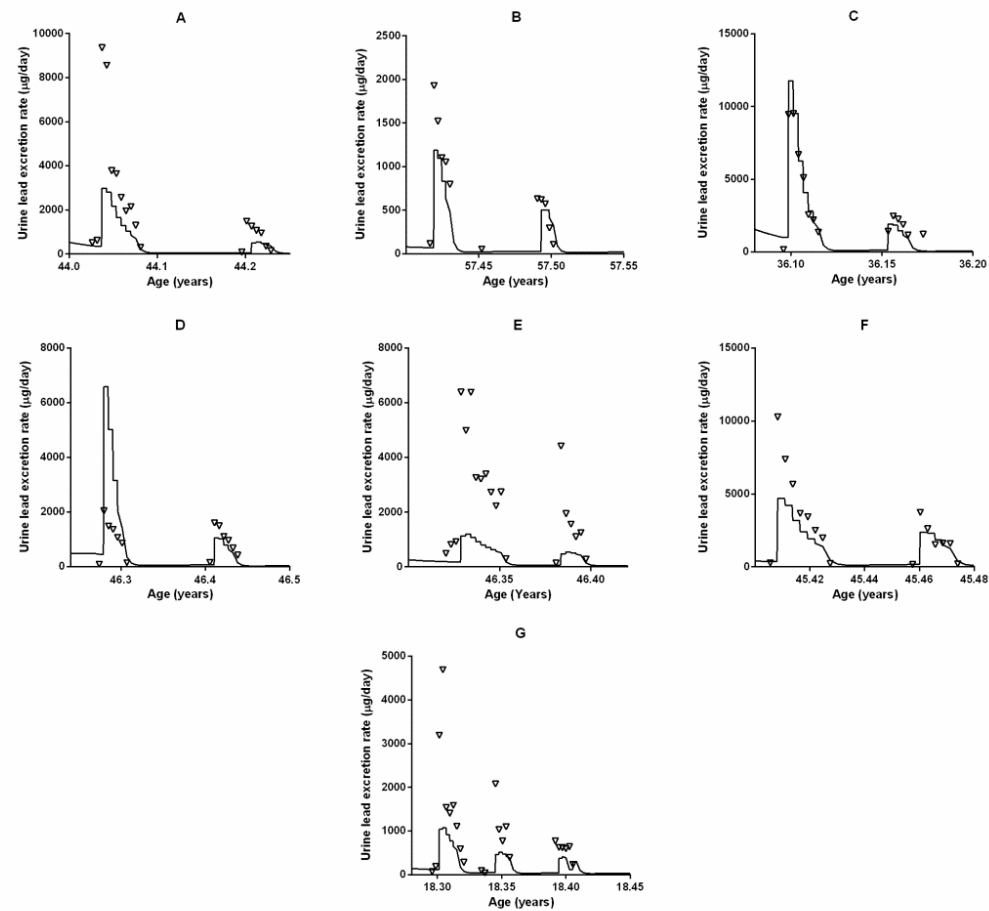 A
Urine lead excretion rate (μg/day)
10000
8000
6000
4000
2000
0
44.0
44.1
44.2
Age (years)
B
Urine lead excretion rate (μg/day)
2500
2000
1500
1000
500
0
57.45
57.50
57.55
Age (years)
C
Urine lead excretion rate (μg/day)
15000
10000
5000
0
36.10
36.15
36.20
Age (years)
D
Urine lead excretion rate (μg/day)
8000
6000
4000
2000
0
46.3
46.4
46.5
Age (years)
E
Urine lead excretion rate (μg/day)
8000
6000
4000
2000
0
46.35
46.40
Age (Years)
F
Urine lead excretion rate (μg/day)
15000
10000
5000
0
45.42
45.44
45.46
45.48
Age (years)
G
Urine lead excretion rate (μg/day)
5000
4000
3000
2000
1000
0
18.30
18.35
18.40
18.45
Age (years)